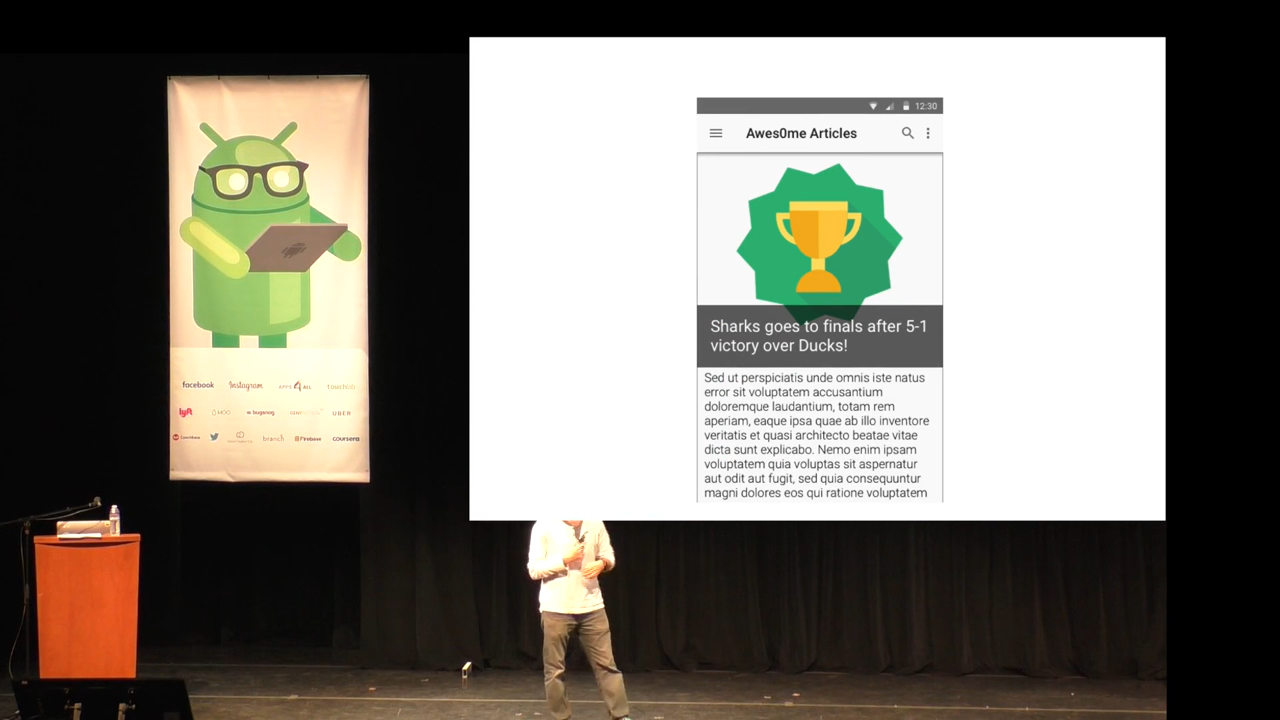 12:30
Awes0me Articles
Sharks goes to finals after 5-1
victory over Ducks!
Sed ut perspiciatis unde omnis iste natus
error sit voluptatem accusantium
doloremque laudantium, totam rem
aperiam, eaque ipsa quae ab illo inventore
veritatis et quasi architecto beatae vitae
dicta sunt explicabo. Nemo enim ipsam
voluptatem quia voluptas sit aspernatur
aut odit aut fugit, sed quia consequuntur
magni dolores eos qui ratione voluptatem
facebook Instagram APPS4ALL
lyft MOO bugsnag UBER
branch Firebase coursera